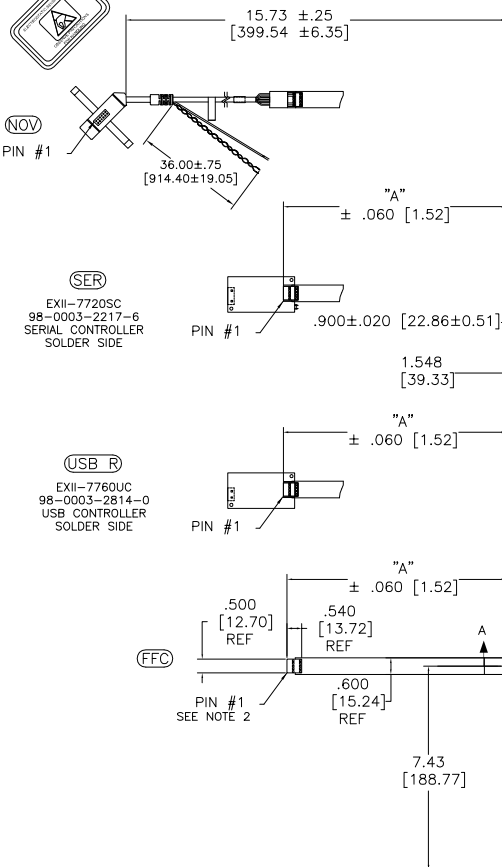 15.73 ±.25
[399.54 ±6.35]
NOV
PIN #1
36.00±.75
[914.40±19.05]
"A"
± .060 [1.52]
SER
EXII-7720SC
98-0003-2217-6
SERIAL CONTROLLER
SOLDER SIDE
PIN #1
.900±.020 [22.86±0.51]
1.548
[39.33]
"A"
± .060 [1.52]
USB R
EXII-7760UC
98-0003-2814-0
USB CONTROLLER
SOLDER SIDE
PIN #1
"A"
± .060 [1.52]
.500
[12.70]
REF
.540
[13.72]
REF
A
FFC
PIN #1
SEE NOTE 2
.600
[15.24]
REF
7.43
[188.77]